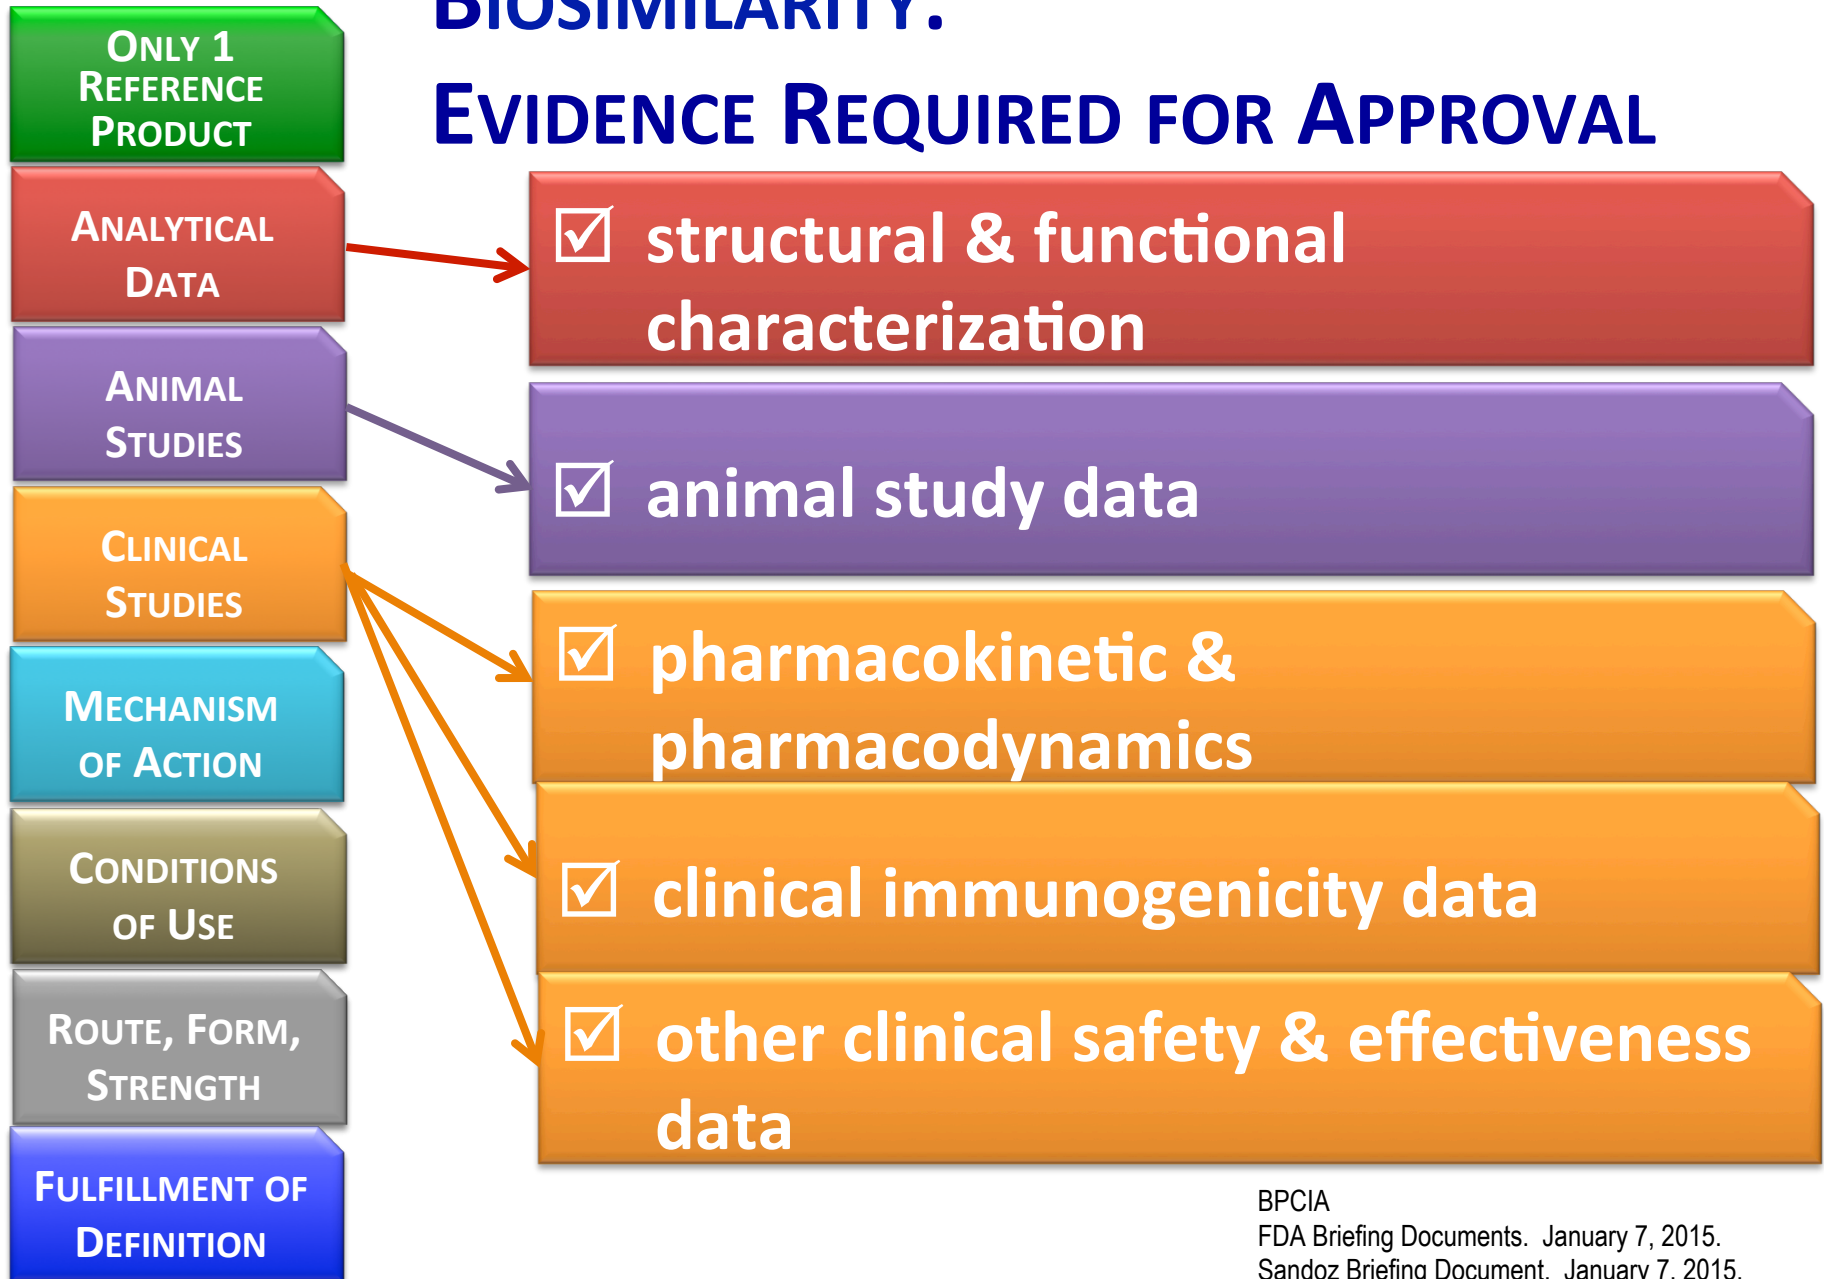 BIOSIMILARITY:
EVIDENCE REQUIRED FOR APPROVAL
ONLY 1
REFERENCE
PRODUCT
ANALYTICAL
DATA
ANIMAL
STUDIES
CLINICAL
STUDIES
MECHANISM
OF ACTION
CONDITIONS
OF USE
ROUTE, FORM,
STRENGTH
FULFILLMENT OF
DEFINITION
☑ structural & functional
characterization
☑ animal study data
☑ pharmacokinetic &
pharmacodynamics
☑ clinical immunogenicity data
☑ other clinical safety & effectiveness
data
BPCIA
FDA Briefing Documents. January 7, 2015.
Sandoz Briefing Document. January 7, 2015.